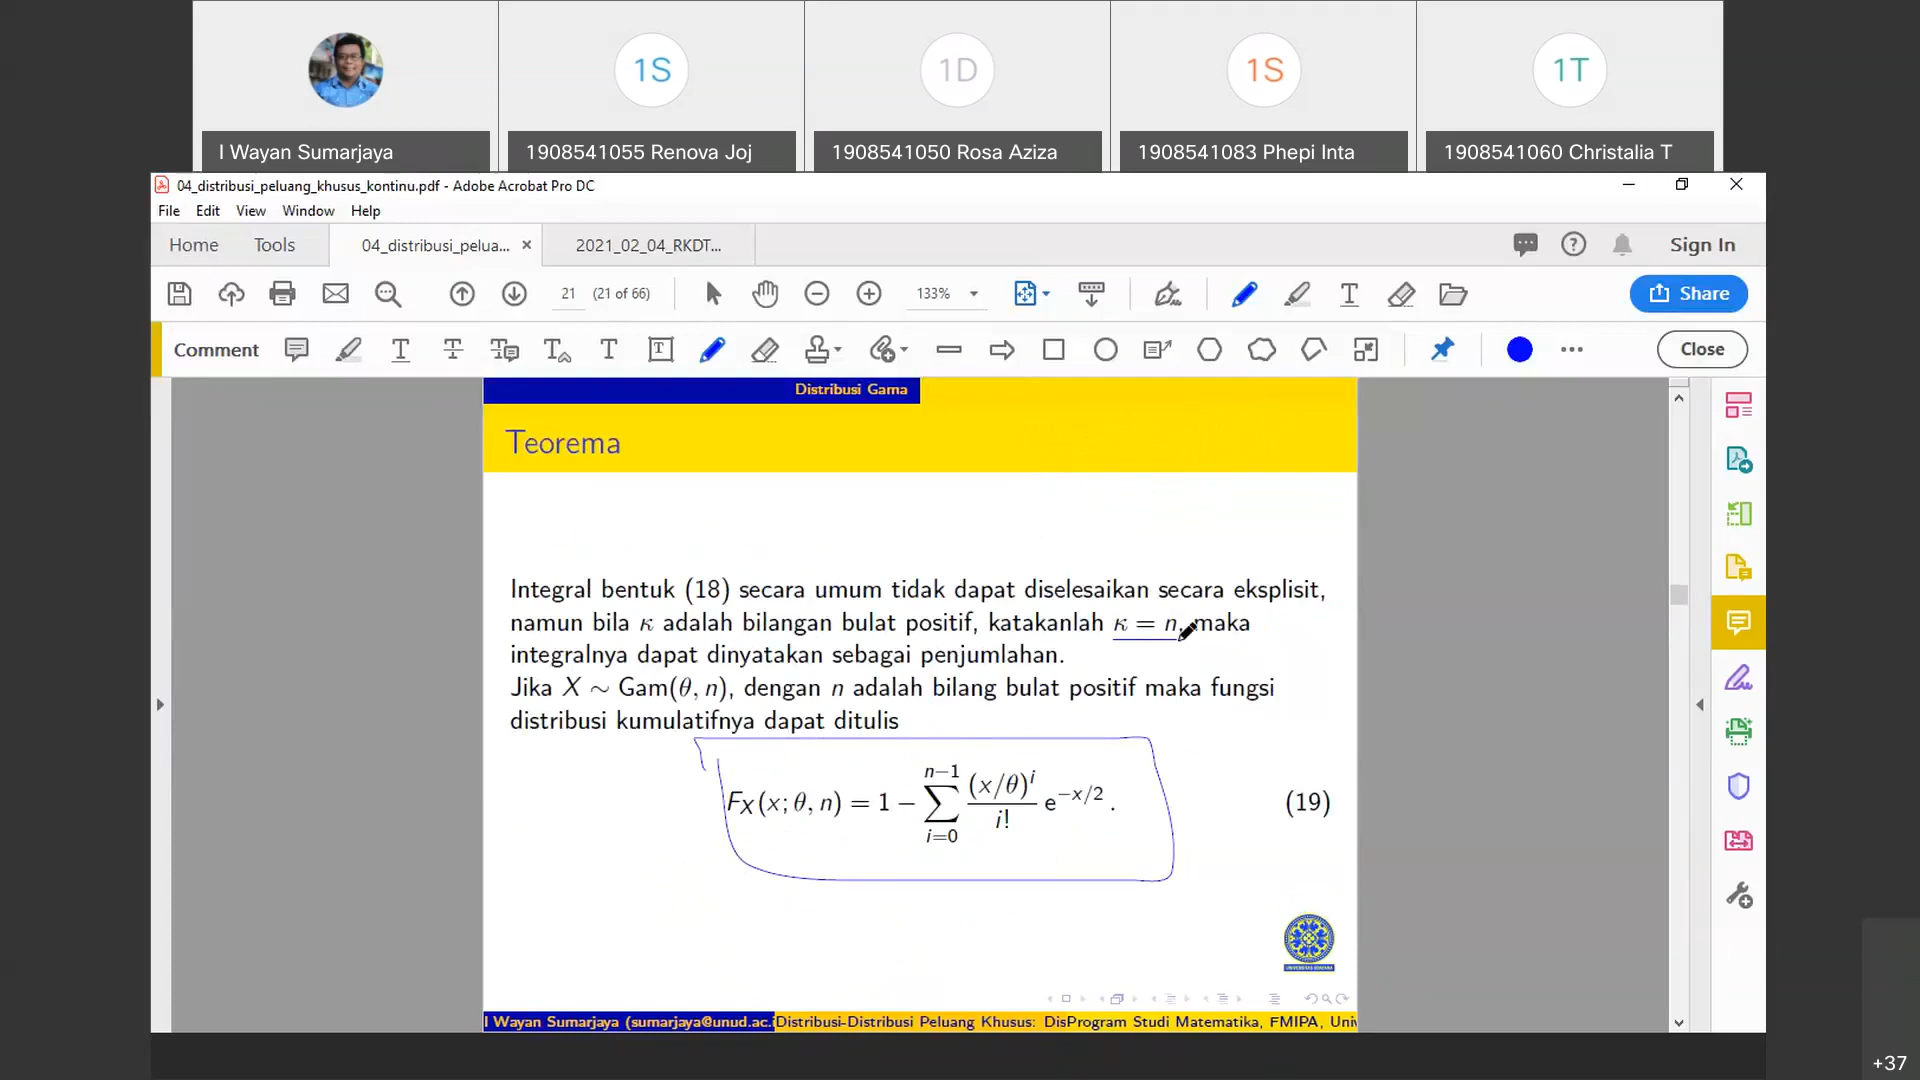 1S
1D
1S
1T
I Wayan Sumarjaya
1908541055 Renova Joj
1908541050 Rosa Aziza
1908541083 Phepi Inta
1908541060 Christalia T
04_distribusi_peluang_khusus_kontinu.pdf - Adobe Acrobat Pro DC
File Edit View Window Help
Home Tools 04_distribusi_pelua... × 2021_02_04_RKDT... Sign In
21 (21 of 66) 133% Share
Comment Close
Distribusi Gama
Teorema
Integral bentuk (18) secara umum tidak dapat diselesaikan secara eksplisit,
namun bila κ adalah bilangan bulat positif, katakanlah κ = n, maka
integralnya dapat dinyatakan sebagai penjumlahan.
Jika X ∼ Gam(θ, n), dengan n adalah bilang bulat positif maka fungsi
distribusi kumulatifnya dapat ditulis
F_X(x; θ, n) = 1 − ∑_{i=0}^{n−1} (x/θ)^i / i! e^{−x/2} . (19)
I Wayan Sumarjaya (sumarjaya@unud.ac.i Distribusi-Distribusi Peluang Khusus: Dis Program Studi Matematika, FMIPA, Univ
+37